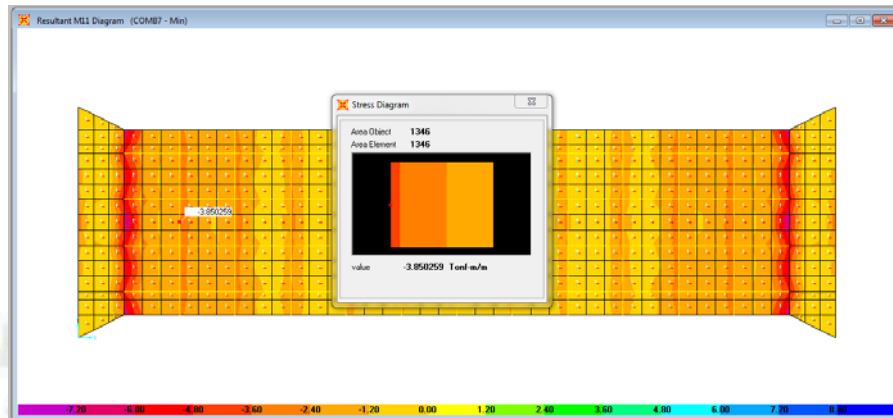 Resultant M11 Diagram (COMB7 - Min)
Stress Diagram
Area Object 1346
Area Element 1346
-3.850259
value -3.850259 Tonf-m/m
-7.20 -6.00 -4.80 -3.60 -2.40 -1.20 0.00 1.20 2.40 3.60 4.80 6.00 7.20 8.40